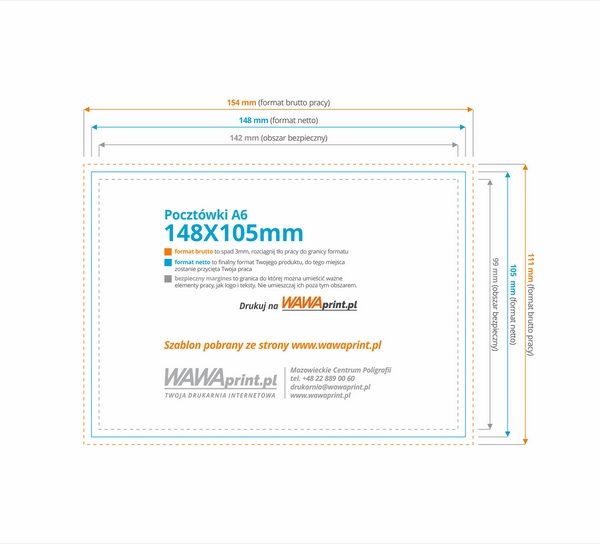 154 mm (format brutto pracy)
148 mm (format netto)
142 mm (obszar bezpieczny)
Pocztówki A6
148X105mm
format brutto to spad 3mm, rozciągnij tło pracy do granicy formatu
format netto to finalny format Twojego produktu, do tego miejsca
zostanie przycięta Twoja praca
bezpieczny margines to granica do której można umieścić ważne
elementy pracy, jak logo i teksty. Nie umieszczaj ich poza tym obszarem.
Drukuj na WAWAprint.pl
Szablon pobrany ze strony www.wawaprint.pl
WAWAprint.pl
TWOJA DRUKARNIA INTERNETOWA
Mazowieckie Centrum Poligrafii
tel. +48 22 889 00 60
drukarnia@wawaprint.pl
www.wawaprint.pl
99 mm (obszar bezpieczny)
105 mm (format netto)
111 mm (format brutto pracy)